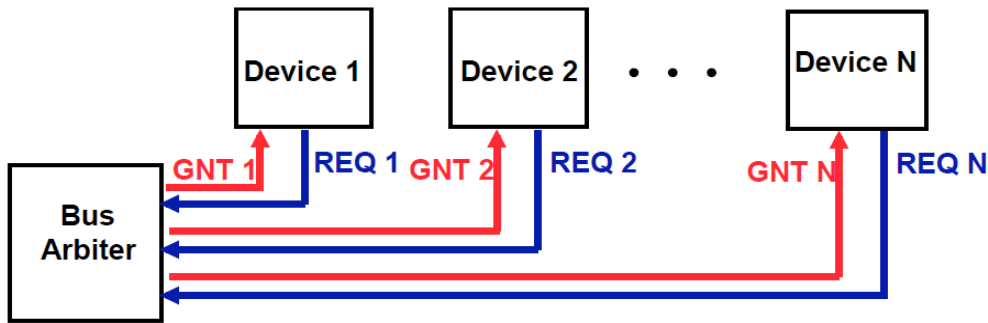 Device 1
Device 2
. . .
Device N
GNT 1
REQ 1
GNT 2
REQ 2
GNT N
REQ N
Bus
Arbiter